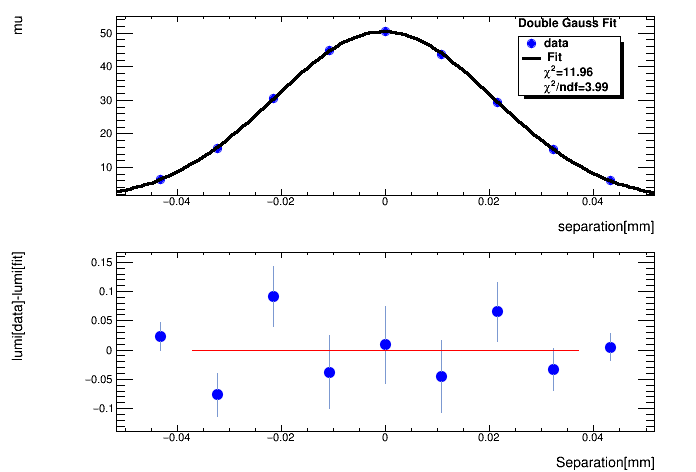 mu
Double Gauss Fit
data
Fit
χ²=11.96
χ²/ndf=3.99
50
40
30
20
10
−0.04 −0.02 0 0.02 0.04
separation[mm]
lumi[data]-lumi[fit]
0.15
0.1
0.05
0
−0.05
−0.1
−0.04 −0.02 0 0.02 0.04
Separation[mm]